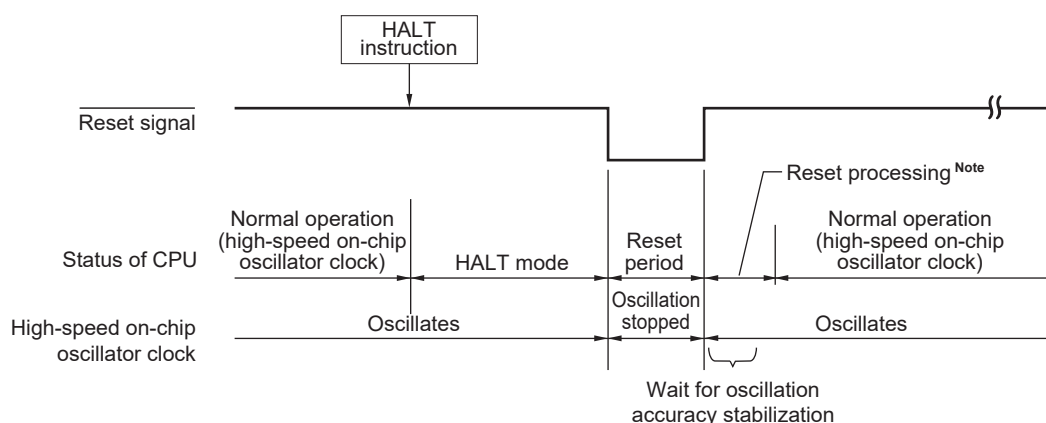 HALT
instruction
Reset signal
Reset processing Note
Normal operation
(high-speed on-chip
oscillator clock)
Reset
period
Normal operation
(high-speed on-chip
oscillator clock)
Status of CPU
HALT mode
High-speed on-chip
oscillator clock
Oscillates
Oscillation
stopped
Oscillates
Wait for oscillation
accuracy stabilization